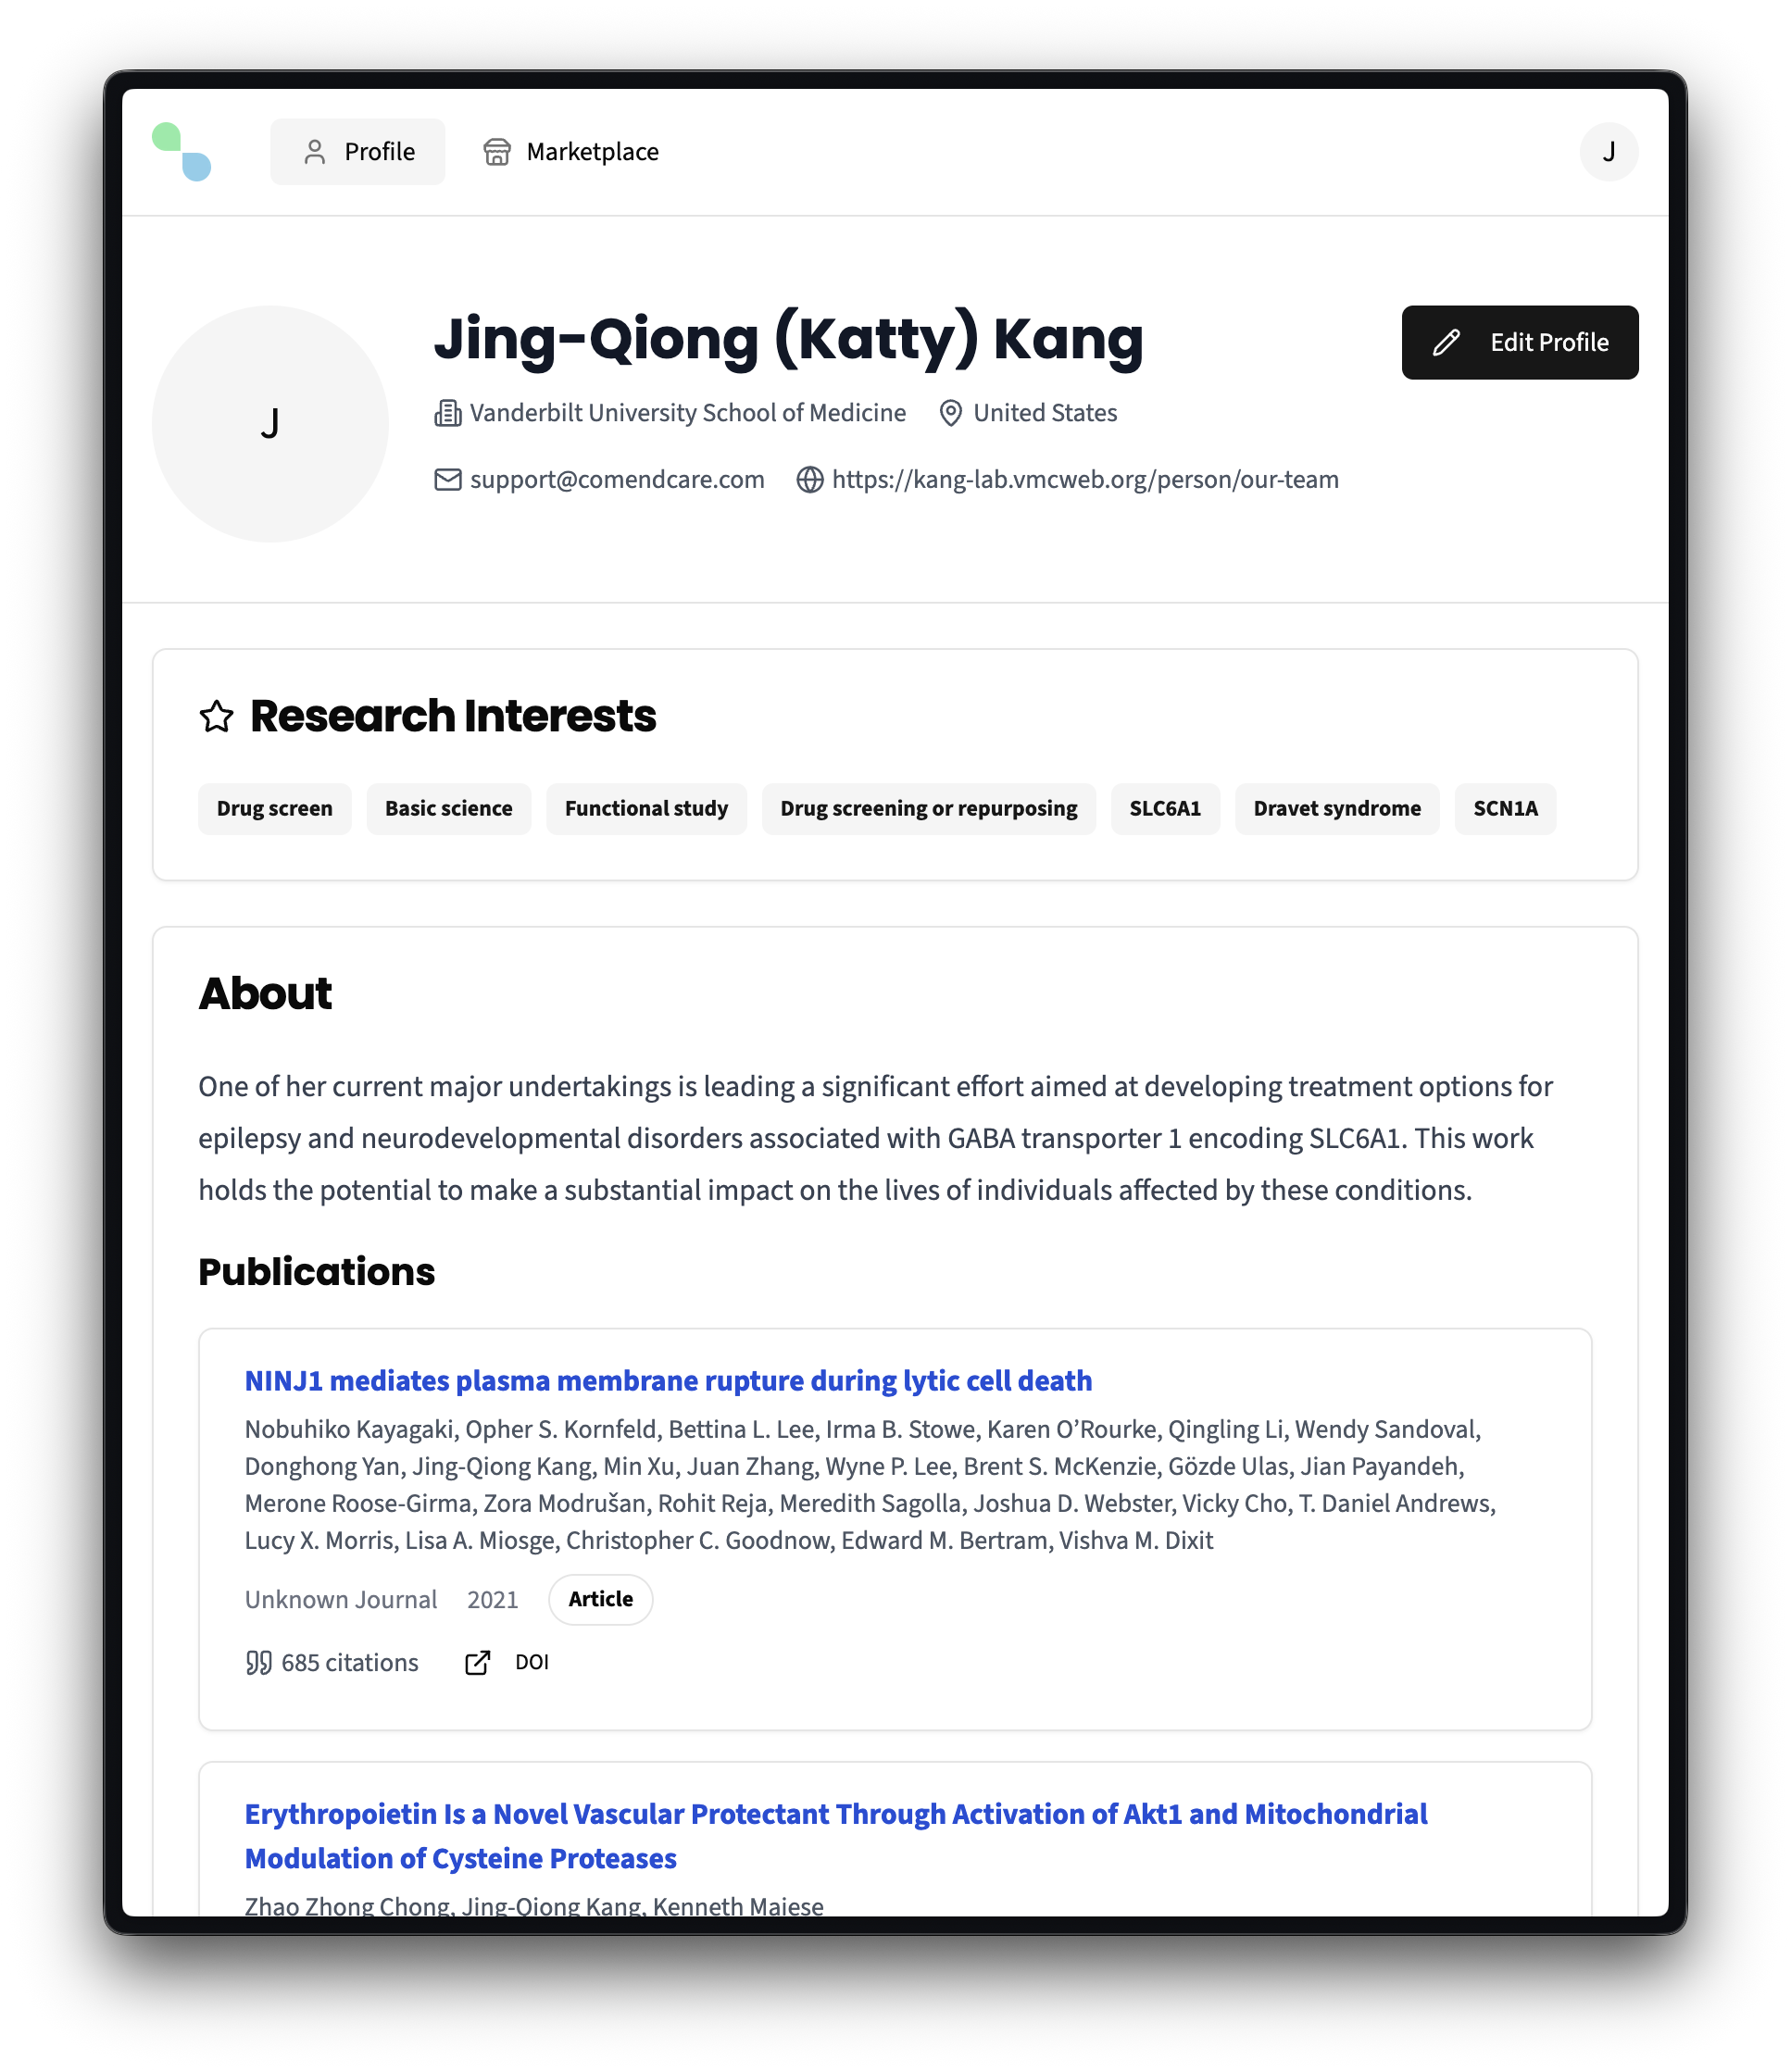 Profile
Marketplace
J
J
Jing-Qiong (Katty) Kang
Edit Profile
Vanderbilt University School of Medicine
United States
support@comendcare.com
https://kang-lab.vmcweb.org/person/our-team
Research Interests
Drug screen
Basic science
Functional study
Drug screening or repurposing
SLC6A1
Dravet syndrome
SCN1A
About
One of her current major undertakings is leading a significant effort aimed at developing treatment options for
epilepsy and neurodevelopmental disorders associated with GABA transporter 1 encoding SLC6A1. This work
holds the potential to make a substantial impact on the lives of individuals affected by these conditions.
Publications
NINJ1 mediates plasma membrane rupture during lytic cell death
Nobuhiko Kayagaki, Opher S. Kornfeld, Bettina L. Lee, Irma B. Stowe, Karen O’Rourke, Qingling Li, Wendy Sandoval,
Donghong Yan, Jing-Qiong Kang, Min Xu, Juan Zhang, Wyne P. Lee, Brent S. McKenzie, Gözde Ulas, Jian Payandeh,
Merone Roose-Girma, Zora Modrušan, Rohit Reja, Meredith Sagolla, Joshua D. Webster, Vicky Cho, T. Daniel Andrews,
Lucy X. Morris, Lisa A. Miosge, Christopher C. Goodnow, Edward M. Bertram, Vishva M. Dixit
Unknown Journal 2021 Article
685 citations DOI
Erythropoietin Is a Novel Vascular Protectant Through Activation of Akt1 and Mitochondrial
Modulation of Cysteine Proteases
Zhao Zhong Chong, Jing-Qiong Kang, Kenneth Maiese